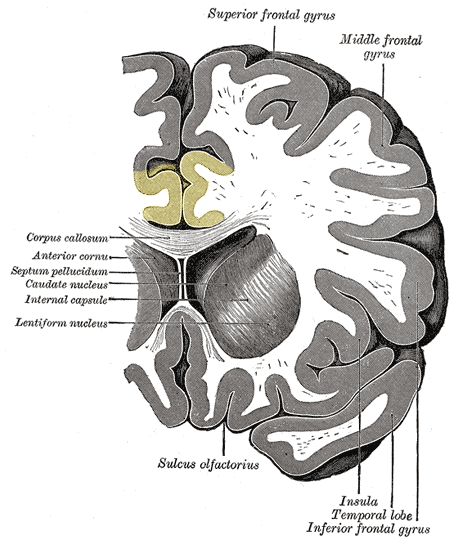 Superior frontal gyrus
Middle frontal
gyrus
Corpus callosum
Anterior cornu
Septum pellucidum
Caudate nucleus
Internal capsule
Lentiform nucleus
Sulcus olfactorius
Insula
Temporal lobe
Inferior frontal gyrus